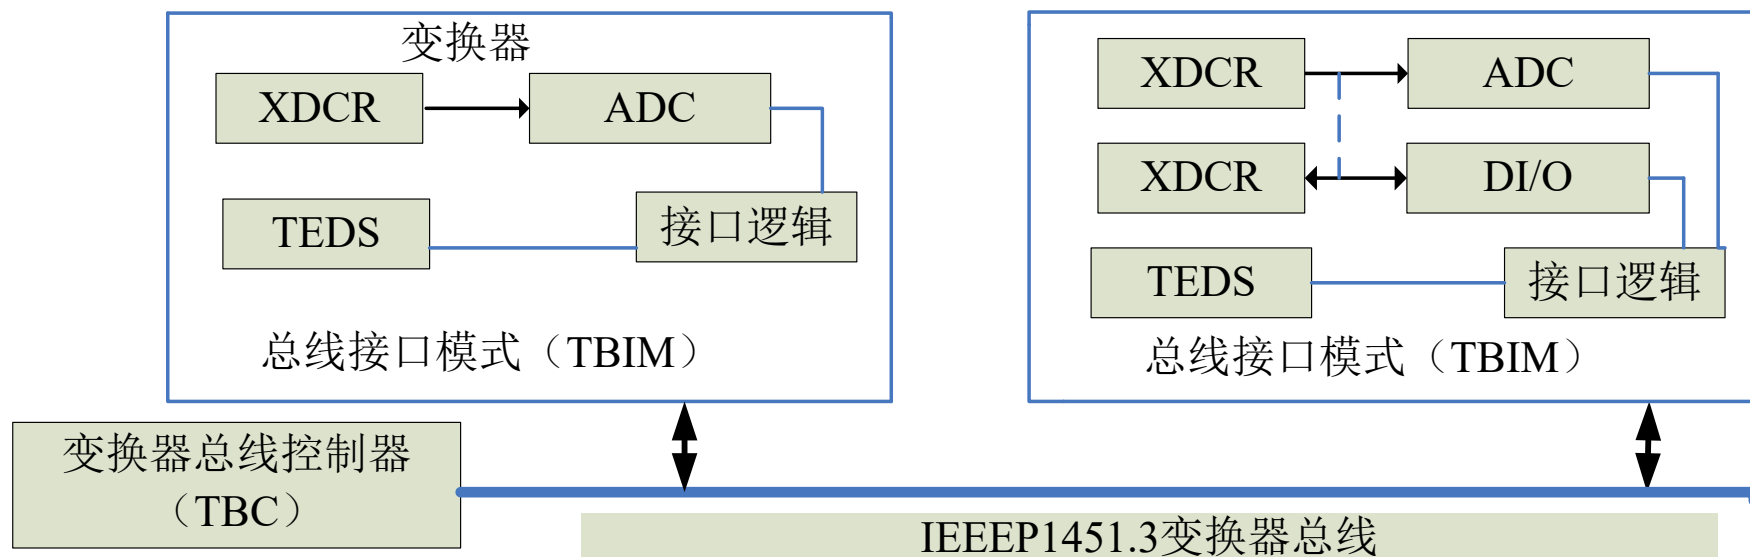 变换器
XDCR
ADC
TEDS
接口逻辑
总线接口模式（TBIM）
XDCR
ADC
XDCR
DI/O
TEDS
接口逻辑
总线接口模式（TBIM）
变换器总线控制器
（TBC）
IEEEP1451.3变换器总线